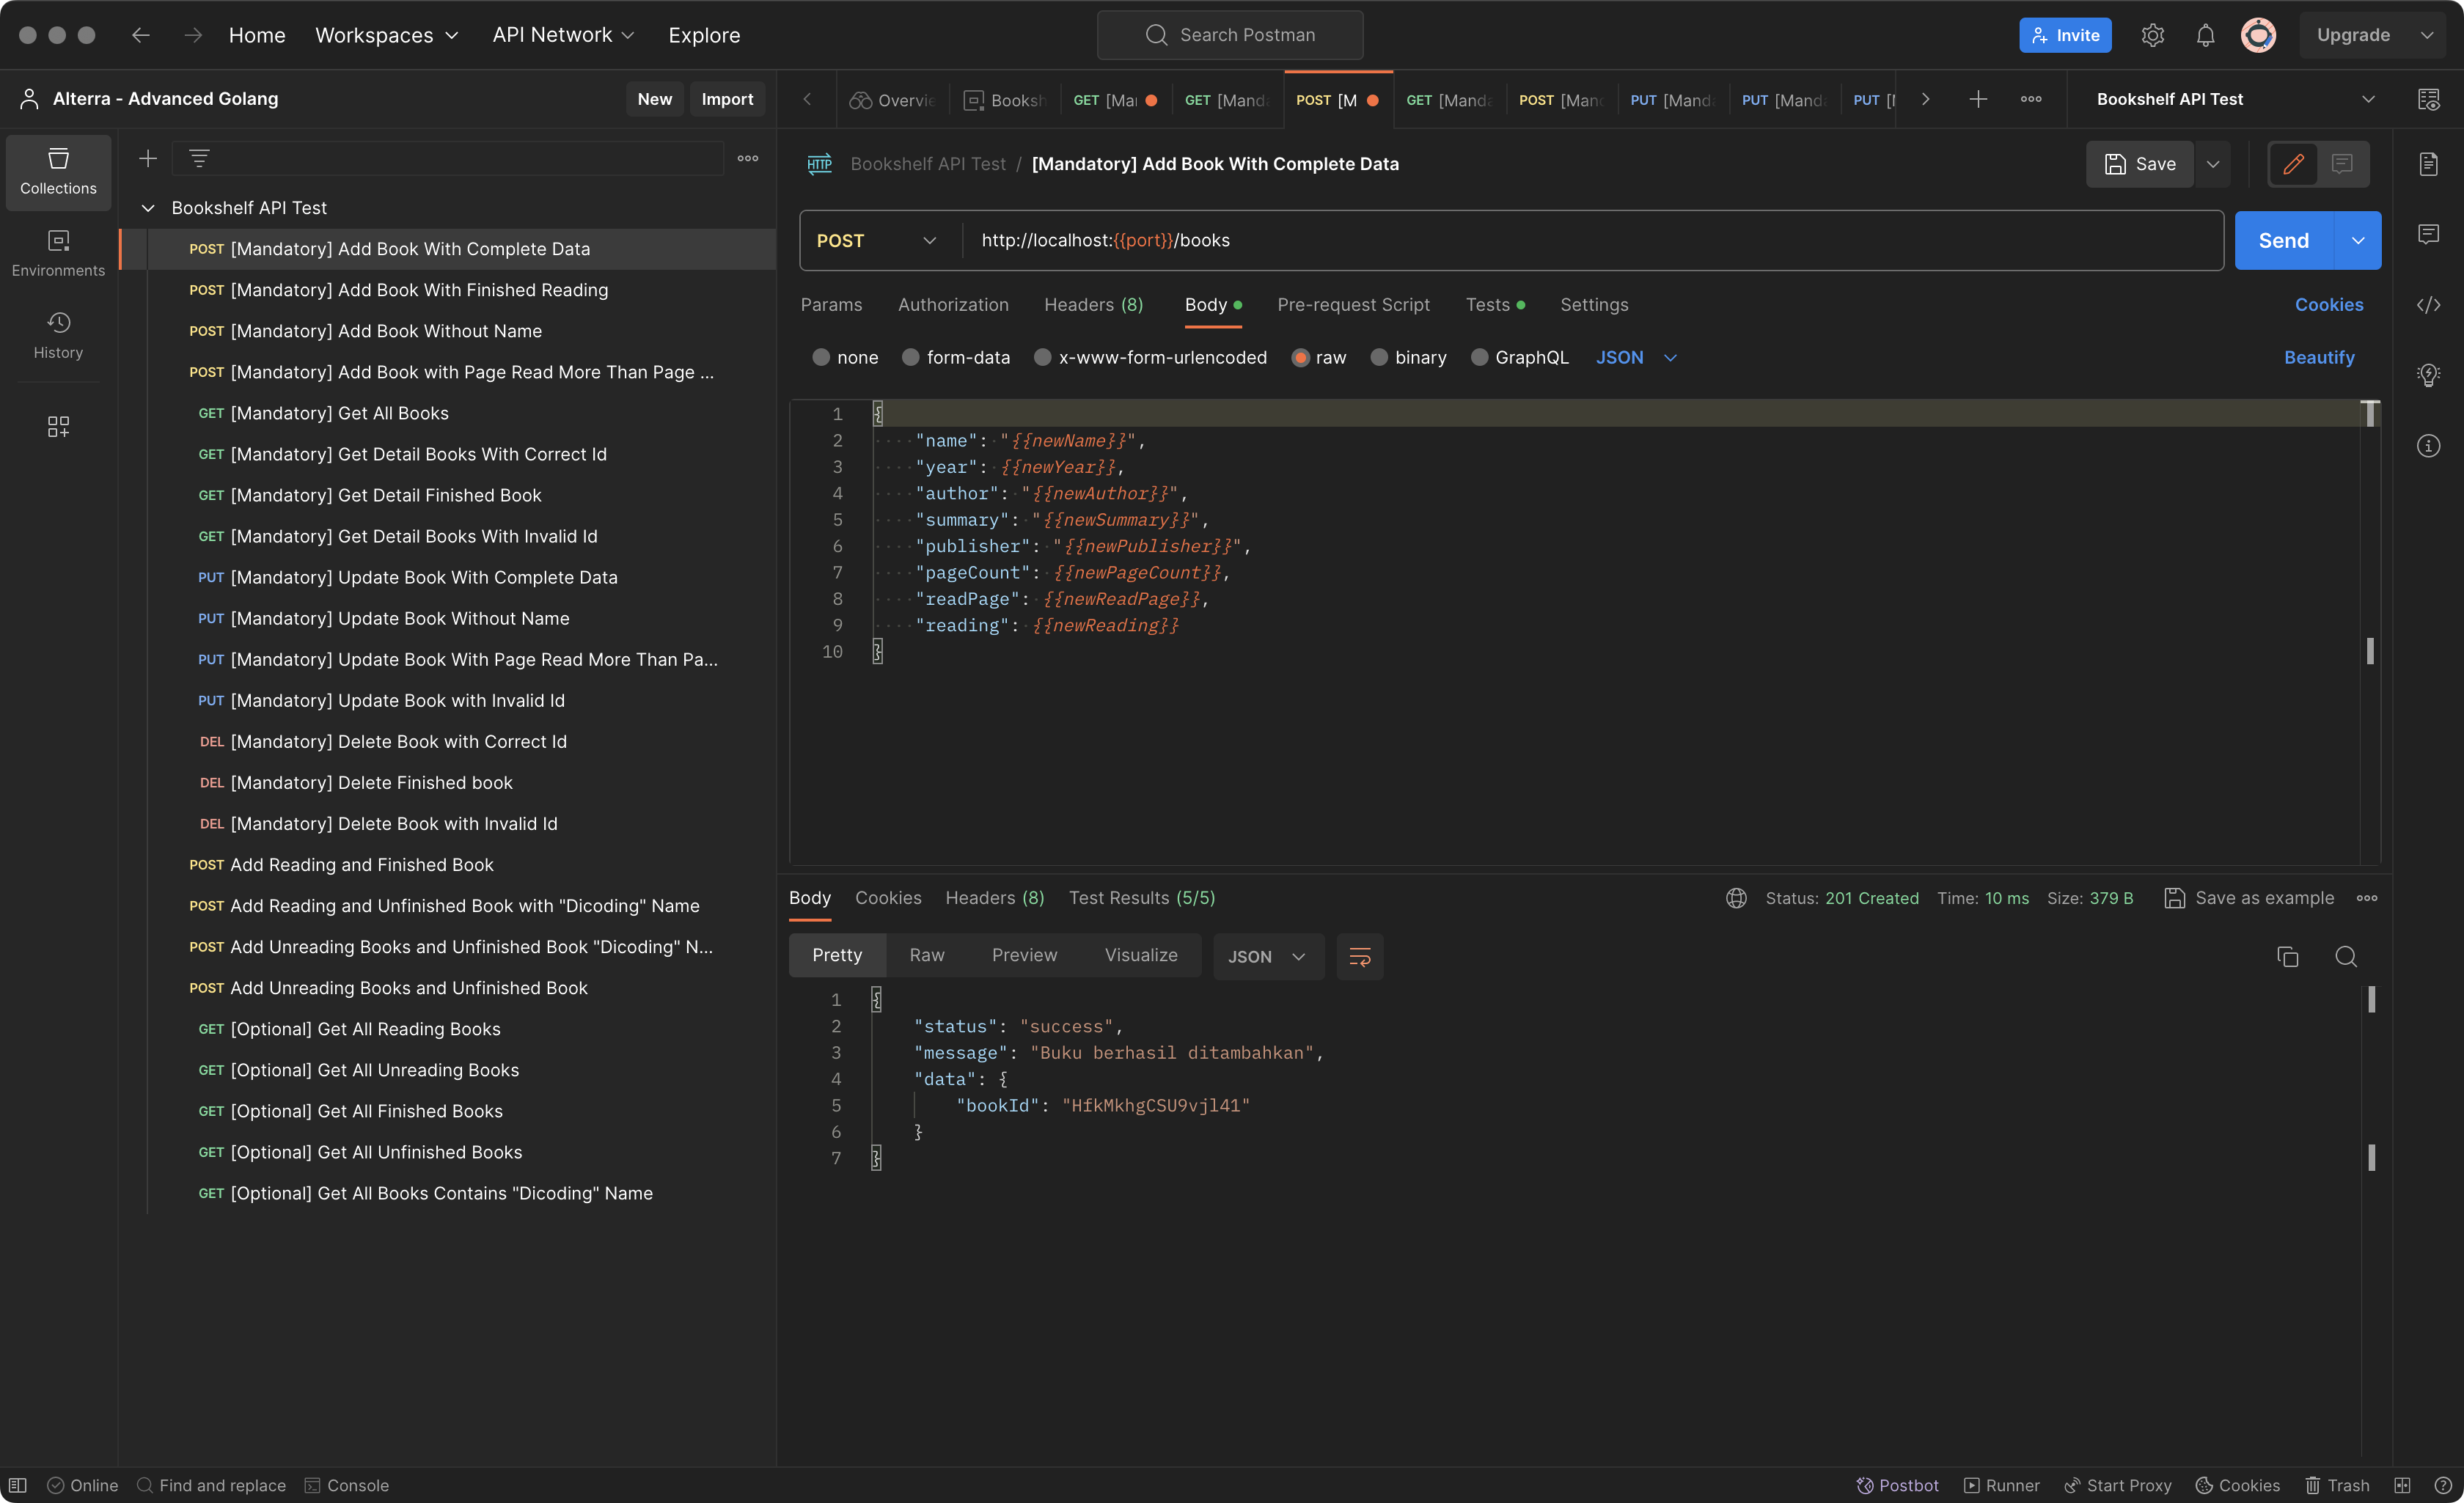 Home Workspaces API Network Explore Search Postman Invite Upgrade
Alterra - Advanced Golang New Import
Overvie Booksh GET [Mar GET [Mand POST [M GET [Manda POST [Man PUT [Manda PUT [Manda PUT [ Bookshelf API Test
Collections
Environments
History
Bookshelf API Test
POST [Mandatory] Add Book With Complete Data
POST [Mandatory] Add Book With Finished Reading
POST [Mandatory] Add Book Without Name
POST [Mandatory] Add Book with Page Read More Than Page ...
GET [Mandatory] Get All Books
GET [Mandatory] Get Detail Books With Correct Id
GET [Mandatory] Get Detail Finished Book
GET [Mandatory] Get Detail Books With Invalid Id
PUT [Mandatory] Update Book With Complete Data
PUT [Mandatory] Update Book Without Name
PUT [Mandatory] Update Book With Page Read More Than Pa...
PUT [Mandatory] Update Book with Invalid Id
DEL [Mandatory] Delete Book with Correct Id
DEL [Mandatory] Delete Finished book
DEL [Mandatory] Delete Book with Invalid Id
POST Add Reading and Finished Book
POST Add Reading and Unfinished Book with "Dicoding" Name
POST Add Unreading Books and Unfinished Book "Dicoding" N...
POST Add Unreading Books and Unfinished Book
GET [Optional] Get All Reading Books
GET [Optional] Get All Unreading Books
GET [Optional] Get All Finished Books
GET [Optional] Get All Unfinished Books
GET [Optional] Get All Books Contains "Dicoding" Name
HTTP Bookshelf API Test / [Mandatory] Add Book With Complete Data Save
POST http://localhost:{{port}}/books Send
Params Authorization Headers (8) Body Pre-request Script Tests Settings Cookies
none form-data x-www-form-urlencoded raw binary GraphQL JSON Beautify
1 {
2 "name": "{{newName}}",
3 "year": {{newYear}},
4 "author": "{{newAuthor}}",
5 "summary": "{{newSummary}}",
6 "publisher": "{{newPublisher}}",
7 "pageCount": {{newPageCount}},
8 "readPage": {{newReadPage}},
9 "reading": {{newReading}}
10 }
Body Cookies Headers (8) Test Results (5/5) Status: 201 Created Time: 10 ms Size: 379 B Save as example
Pretty Raw Preview Visualize JSON
1 {
2 "status": "success",
3 "message": "Buku berhasil ditambahkan",
4 "data": {
5 "bookId": "HfkMkhgCSU9vjl41"
6 }
7 }
Online Find and replace Console Postbot Runner Start Proxy Cookies Trash